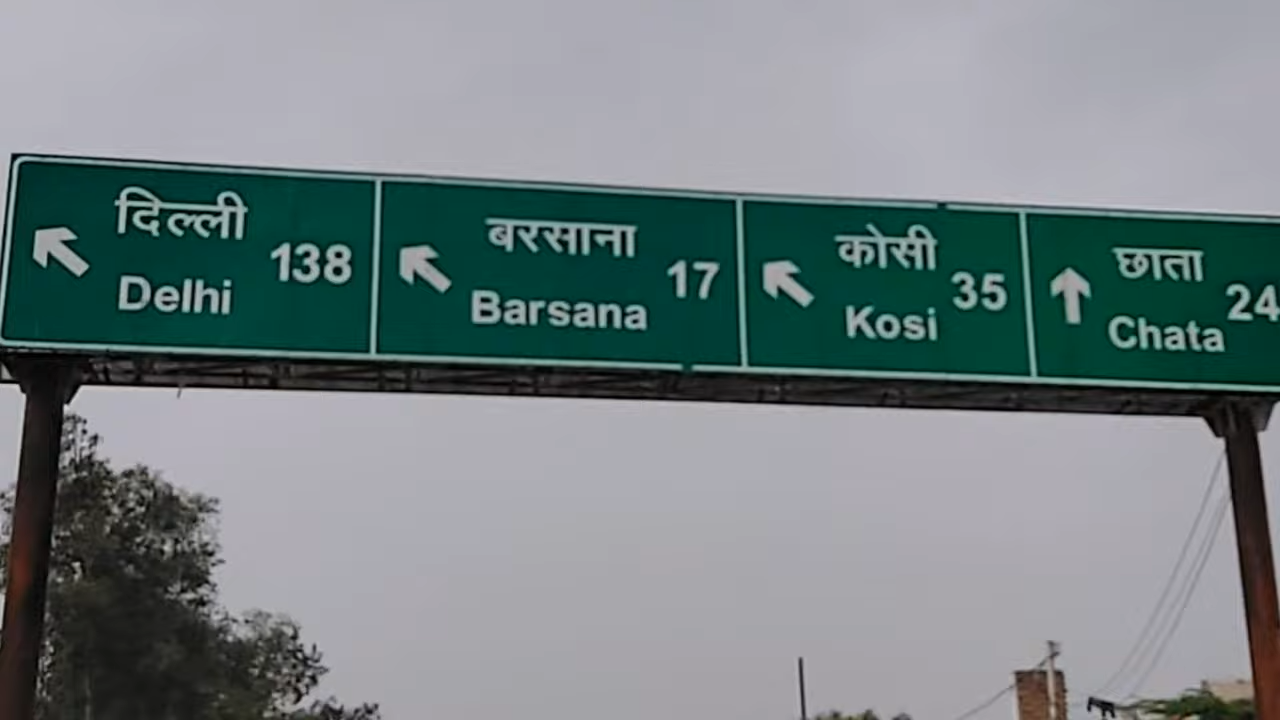 दिल्ली
Delhi
138
बरसाना
Barsana
17
कोसी
Kosi
35
छाता
Chata
24